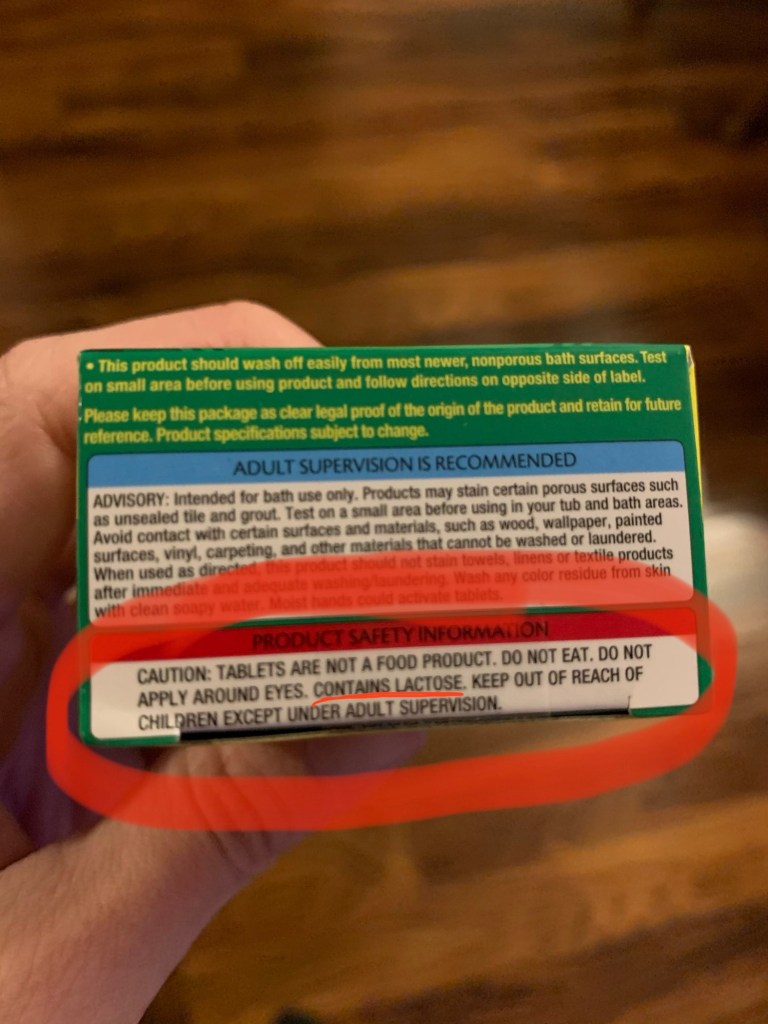 • This product should wash off easily from most newer, nonporous bath surfaces. Test
on small area before using product and follow directions on opposite side of label.
Please keep this package as clear legal proof of the origin of the product and retain for future
reference. Product specifications subject to change.
ADULT SUPERVISION IS RECOMMENDED
ADVISORY: Intended for bath use only. Products may stain certain porous surfaces such
as unsealed tile and grout. Test on a small area before using in your tub and bath areas.
Avoid contact with certain surfaces and materials, such as wood, wallpaper, painted
surfaces, vinyl, carpeting, and other materials that cannot be washed or laundered.
When used as directed, this product should not stain towels, linens or textile products
after immediate and adequate washing/laundering. Wash any color residue from skin
with clean soapy water. Moist hands could activate tablets.
PRODUCT SAFETY INFORMATION
CAUTION: TABLETS ARE NOT A FOOD PRODUCT. DO NOT EAT. DO NOT
APPLY AROUND EYES. CONTAINS LACTOSE. KEEP OUT OF REACH OF
CHILDREN EXCEPT UNDER ADULT SUPERVISION.